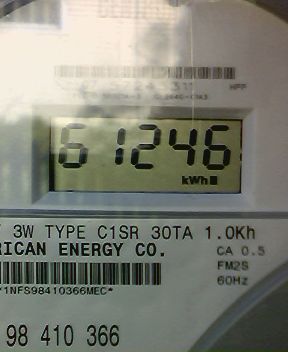 61246
kWh
3W TYPE C1SR 30TA 1.0Kh
RICAN ENERGY CO.
CA 0.5
FM2S
60Hz
*1NFS98410366MEC*
98 410 366